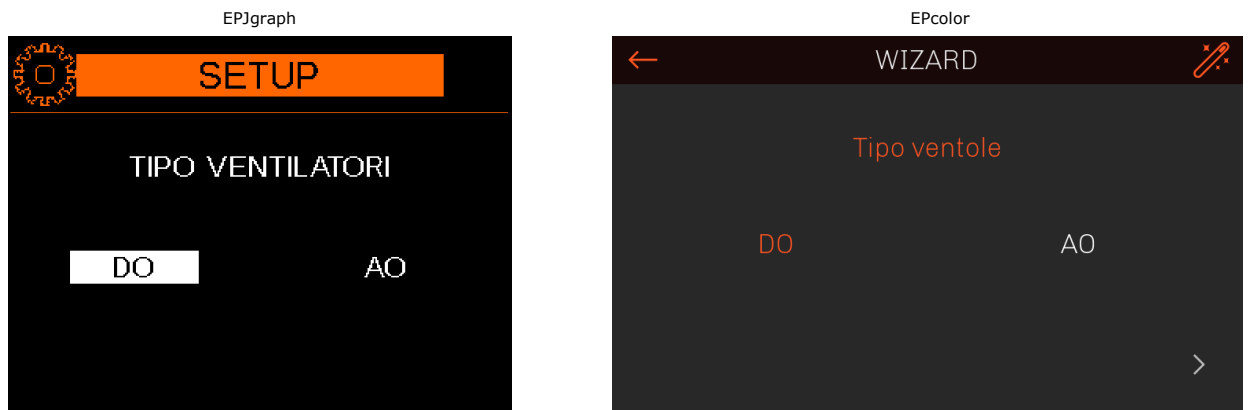 EPJgraph
SETUP
TIPO VENTILATORI
DO AO
EPcolor
WIZARD
Tipo ventole
DO AO